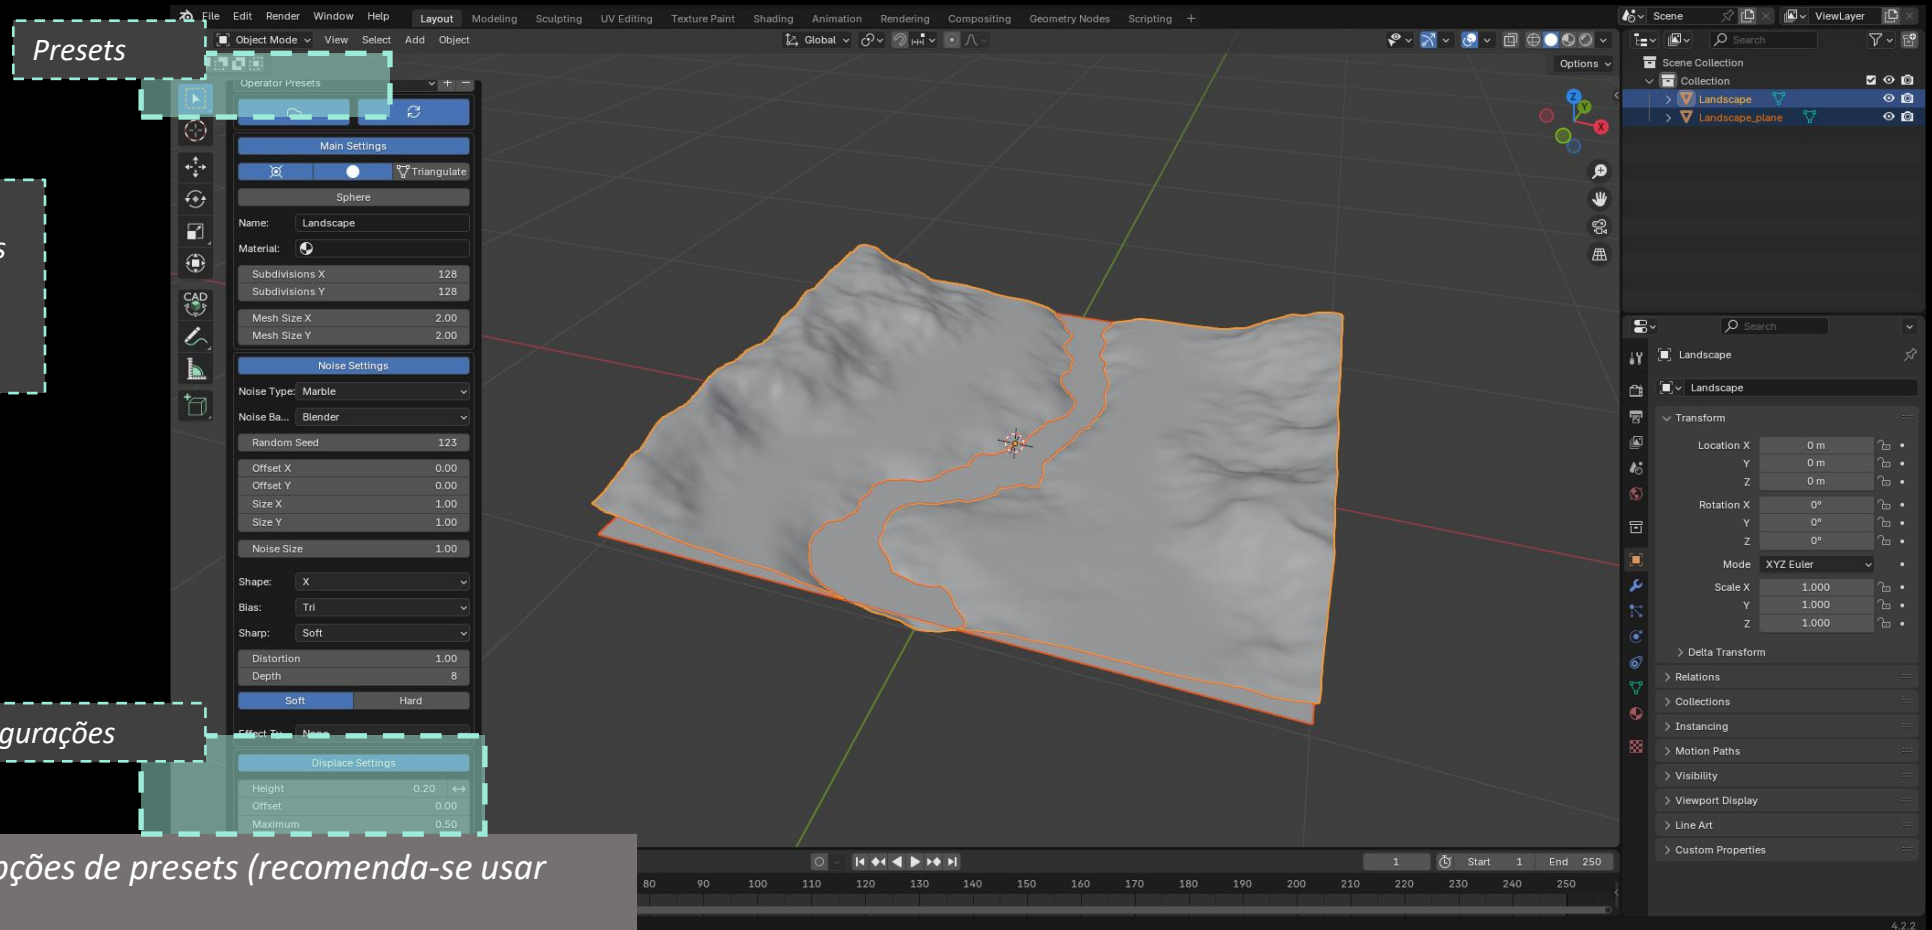 File Edit Render Window Help Layout Modeling Sculpting UV Editing Texture Paint Shading Animation Rendering Compositing Geometry Nodes Scripting +
Scene ViewLayer
Object Mode View Select Add Object Global
Search
Presets
Options
Operator Presets
Scene Collection
Collection
Landscape
Landscape_plane
Z
Y
X
Main Settings
Triangulate
Sphere
Name: Landscape
Material:
CAD
Subdivisions X 128
Subdivisions Y 128
Mesh Size X 2.00
Mesh Size Y 2.00
Noise Settings
Noise Type: Marble
Noise Ba... Blender
Random Seed 123
Offset X 0.00
Offset Y 0.00
Size X 1.00
Size Y 1.00
Noise Size 1.00
Shape: X
Bias: Tri
Sharp: Soft
Distortion 1.00
Depth 8
Soft Hard
Effect Ty... None
gurações
Displace Settings
Height 0.20
Offset 0.00
Maximum 0.50
Search
Landscape
Landscape
Transform
Location X 0 m
Y 0 m
Z 0 m
Rotation X 0°
Y 0°
Z 0°
Mode XYZ Euler
Scale X 1.000
Y 1.000
Z 1.000
Delta Transform
Relations
Collections
Instancing
Motion Paths
Visibility
Viewport Display
Line Art
Custom Properties
pções de presets (recomenda-se usar
1 Start 1 End 250
80 90 100 110 120 130 140 150 160 170 180 190 200 210 220 230 240 250
4.2.2